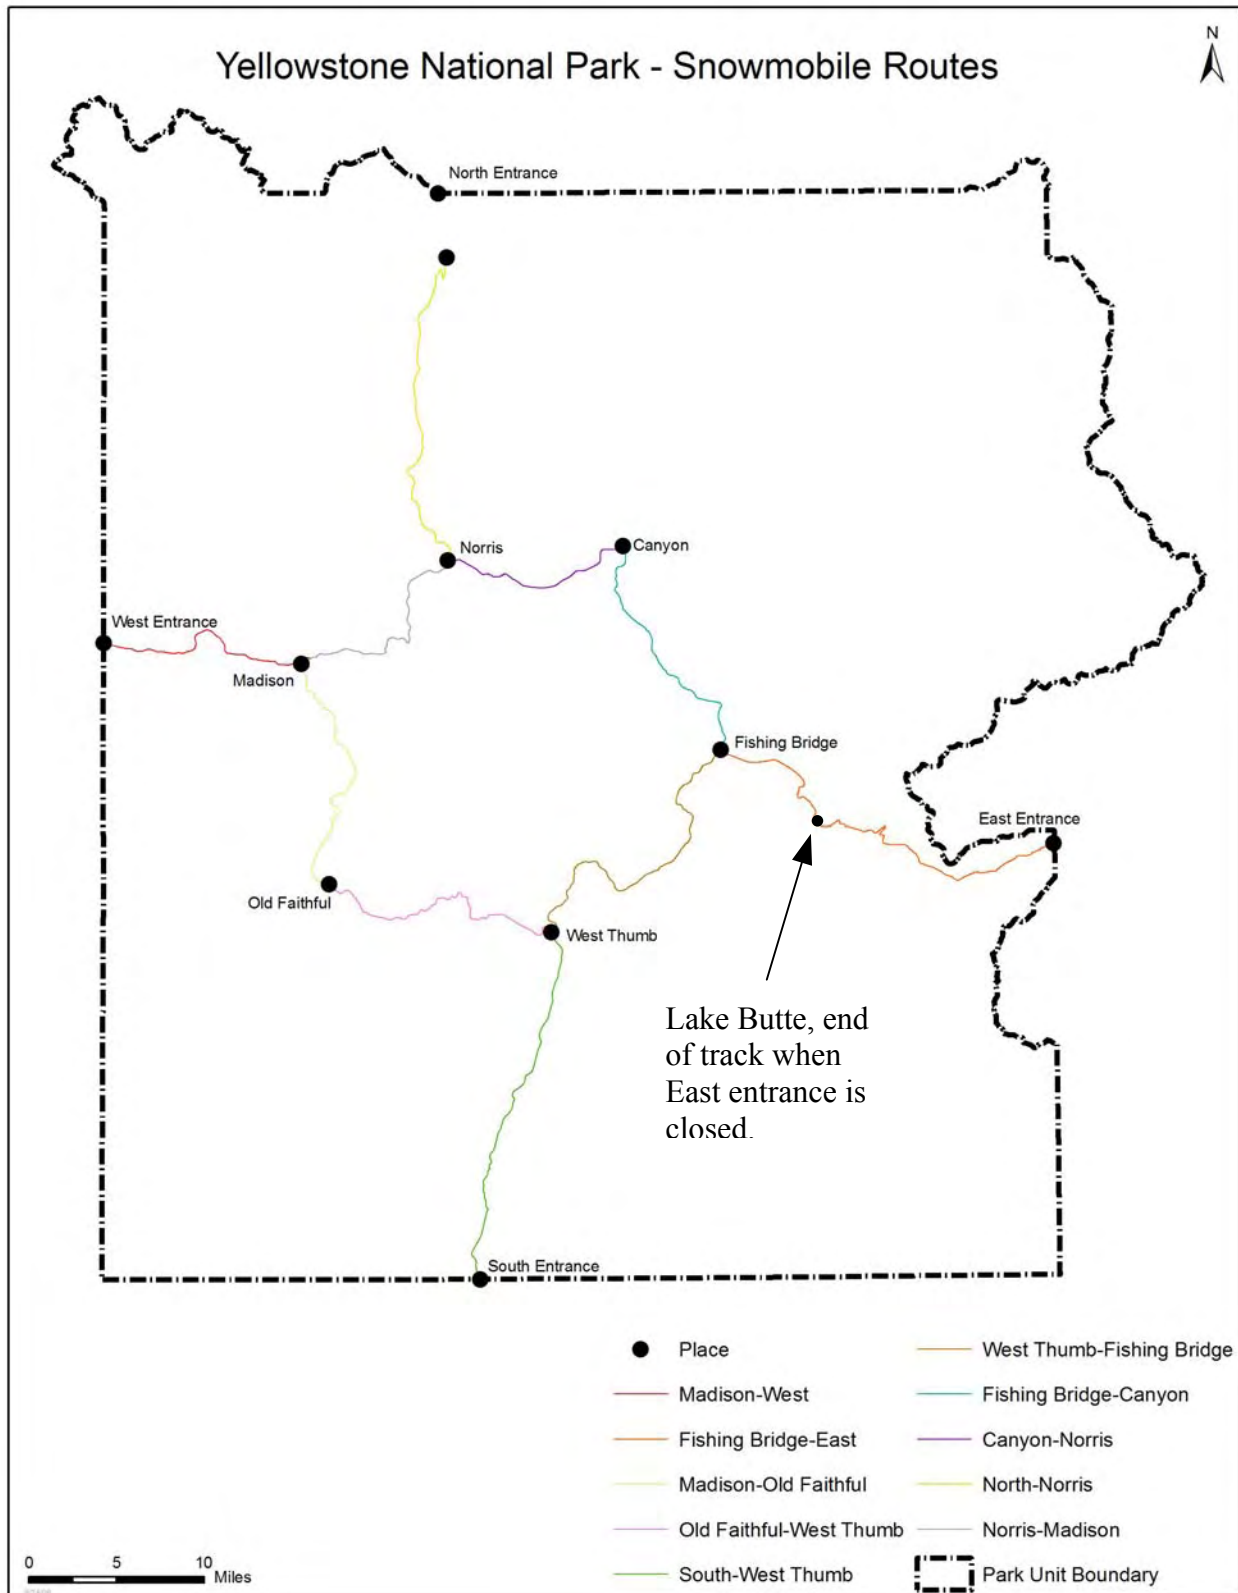 N
Yellowstone National Park - Snowmobile Routes
North Entrance
Norris
Canyon
West Entrance
Madison
Fishing Bridge
East Entrance
Old Faithful
West Thumb
Lake Butte, end
of track when
East entrance is
closed.
South Entrance
Place
Madison-West
Fishing Bridge-East
Madison-Old Faithful
Old Faithful-West Thumb
South-West Thumb
West Thumb-Fishing Bridge
Fishing Bridge-Canyon
Canyon-Norris
North-Norris
Norris-Madison
Park Unit Boundary
0 5 10
Miles